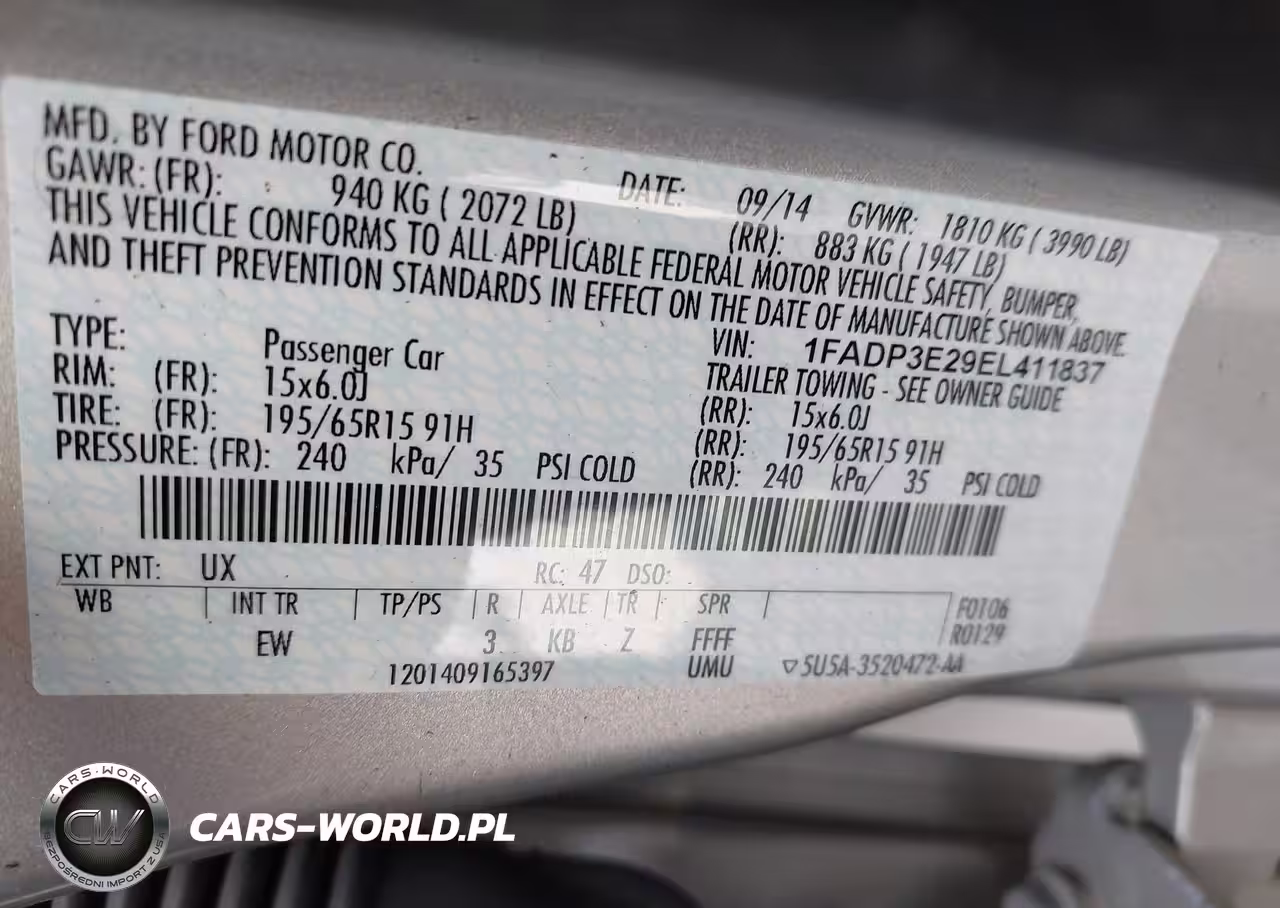 MFD. BY FORD MOTOR CO.
DATE: 09/14 GVWR: 1810 KG ( 3990 LB)
GAWR: (FR): 940 KG ( 2072 LB) (RR): 883 KG ( 1947 LB)
THIS VEHICLE CONFORMS TO ALL APPLICABLE FEDERAL MOTOR VEHICLE SAFETY, BUMPER,
AND THEFT PREVENTION STANDARDS IN EFFECT ON THE DATE OF MANUFACTURE SHOWN ABOVE
VIN: 1FADP3E29EL411837
TYPE: Passenger Car TRAILER TOWING - SEE OWNER GUIDE
RIM: (FR): 15x6.0J (RR): 15x6.0J
TIRE: (FR): 195/65R15 91H (RR): 195/65R15 91H
PRESSURE: (FR): 240 kPa/ 35 PSI COLD (RR): 240 kPa/ 35 PSI COLD
EXT PNT: UX RC: 47 DSO:
WB INT TR TP/PS R AXLE TR SPR F0106
EW 3 KB Z FFFF R0129
1201409165397 UMU ▽5U5A-3520472-AA
CARS-WORLD
CW
BEZPOŚREDNI IMPORT Z USA
CARS-WORLD.PL